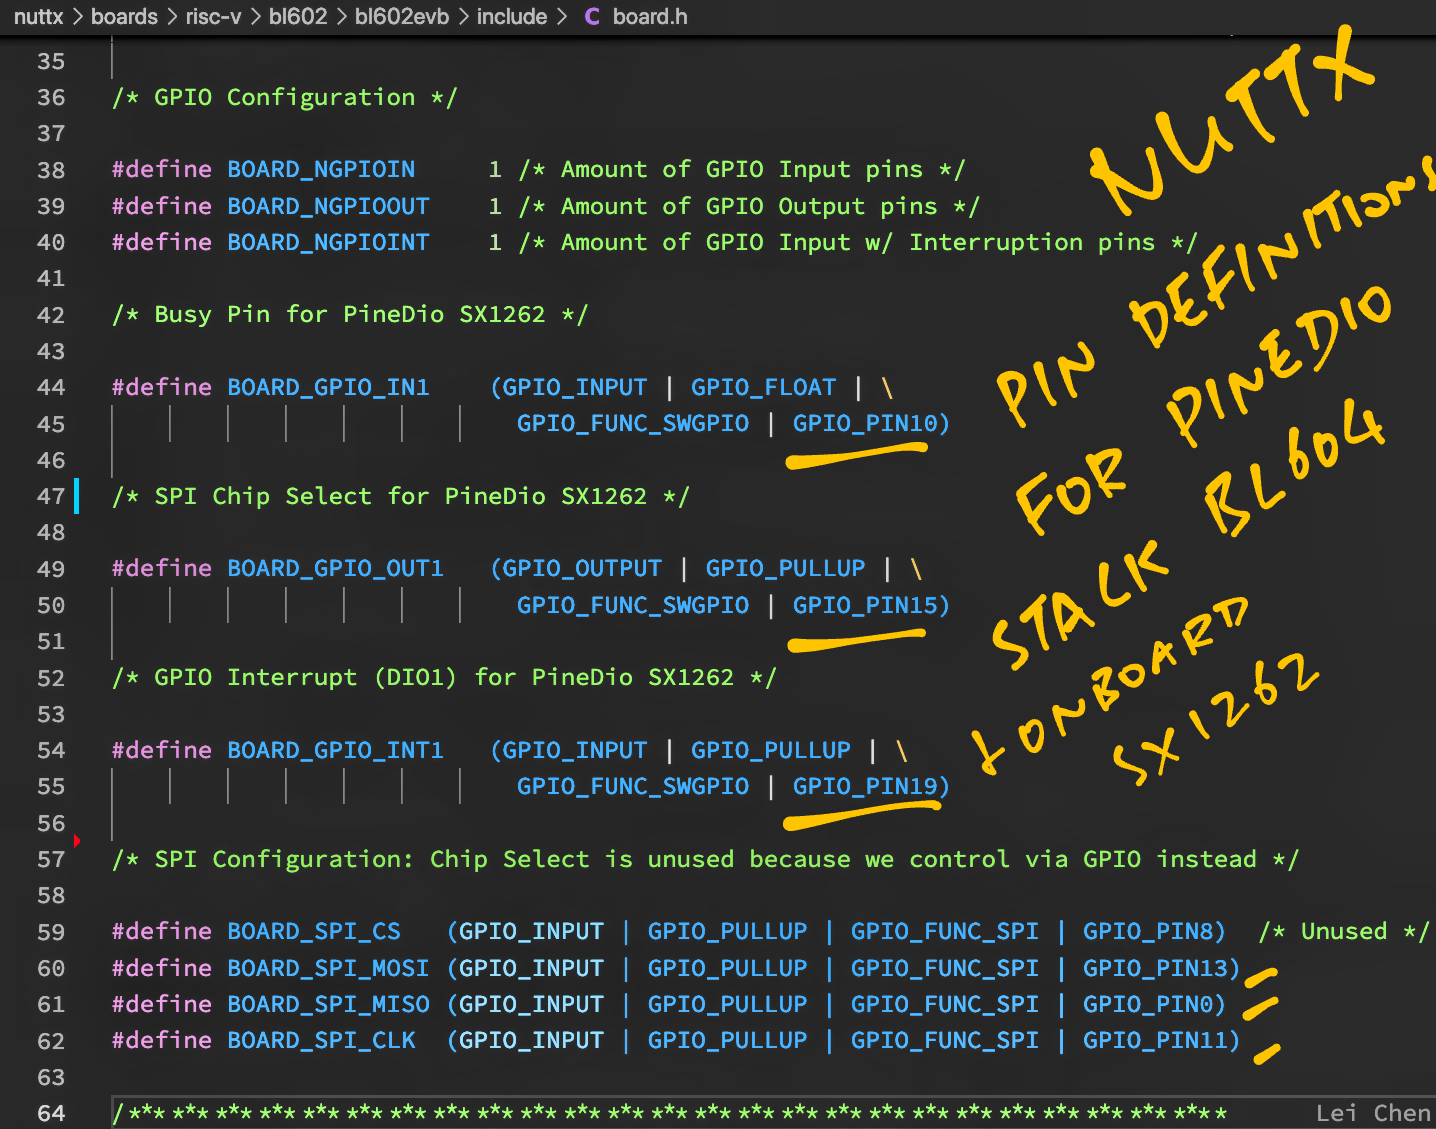 nuttx > boards > risc-v > bl602 > bl602evb > include > C board.h
35
36 /* GPIO Configuration */
37
38 #define BOARD_NGPIOIN 1 /* Amount of GPIO Input pins */
39 #define BOARD_NGPIOOUT 1 /* Amount of GPIO Output pins */
40 #define BOARD_NGPIOINT 1 /* Amount of GPIO Input w/ Interruption pins */
41
42 /* Busy Pin for PineDio SX1262 */
43
44 #define BOARD_GPIO_IN1 (GPIO_INPUT | GPIO_FLOAT | \
45 GPIO_FUNC_SWGPIO | GPIO_PIN10)
46
47 /* SPI Chip Select for PineDio SX1262 */
48
49 #define BOARD_GPIO_OUT1 (GPIO_OUTPUT | GPIO_PULLUP | \
50 GPIO_FUNC_SWGPIO | GPIO_PIN15)
51
52 /* GPIO Interrupt (DIO1) for PineDio SX1262 */
53
54 #define BOARD_GPIO_INT1 (GPIO_INPUT | GPIO_PULLUP | \
55 GPIO_FUNC_SWGPIO | GPIO_PIN19)
56
57 /* SPI Configuration: Chip Select is unused because we control via GPIO instead */
58
59 #define BOARD_SPI_CS (GPIO_INPUT | GPIO_PULLUP | GPIO_FUNC_SPI | GPIO_PIN8) /* Unused */
60 #define BOARD_SPI_MOSI (GPIO_INPUT | GPIO_PULLUP | GPIO_FUNC_SPI | GPIO_PIN13)
61 #define BOARD_SPI_MISO (GPIO_INPUT | GPIO_PULLUP | GPIO_FUNC_SPI | GPIO_PIN0)
62 #define BOARD_SPI_CLK (GPIO_INPUT | GPIO_PULLUP | GPIO_FUNC_SPI | GPIO_PIN11)
63
64 /****************************************************************************
Lei Chen
NUTTX
PIN DEFINITIONS
FOR PINEDIO
STACK BL604
+ ONBOARD
SX1262